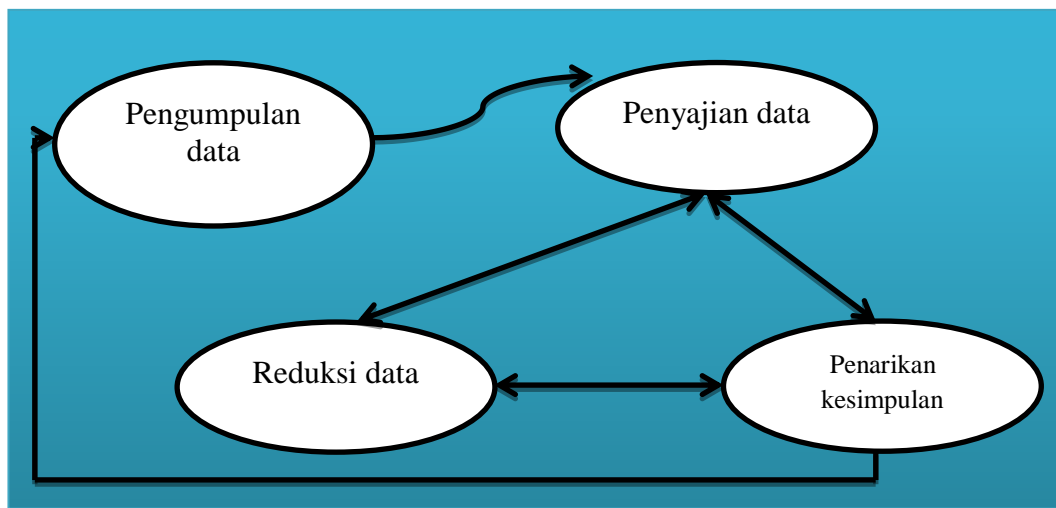 Pengumpulan
data
Penyajian data
Reduksi data
Penarikan
kesimpulan